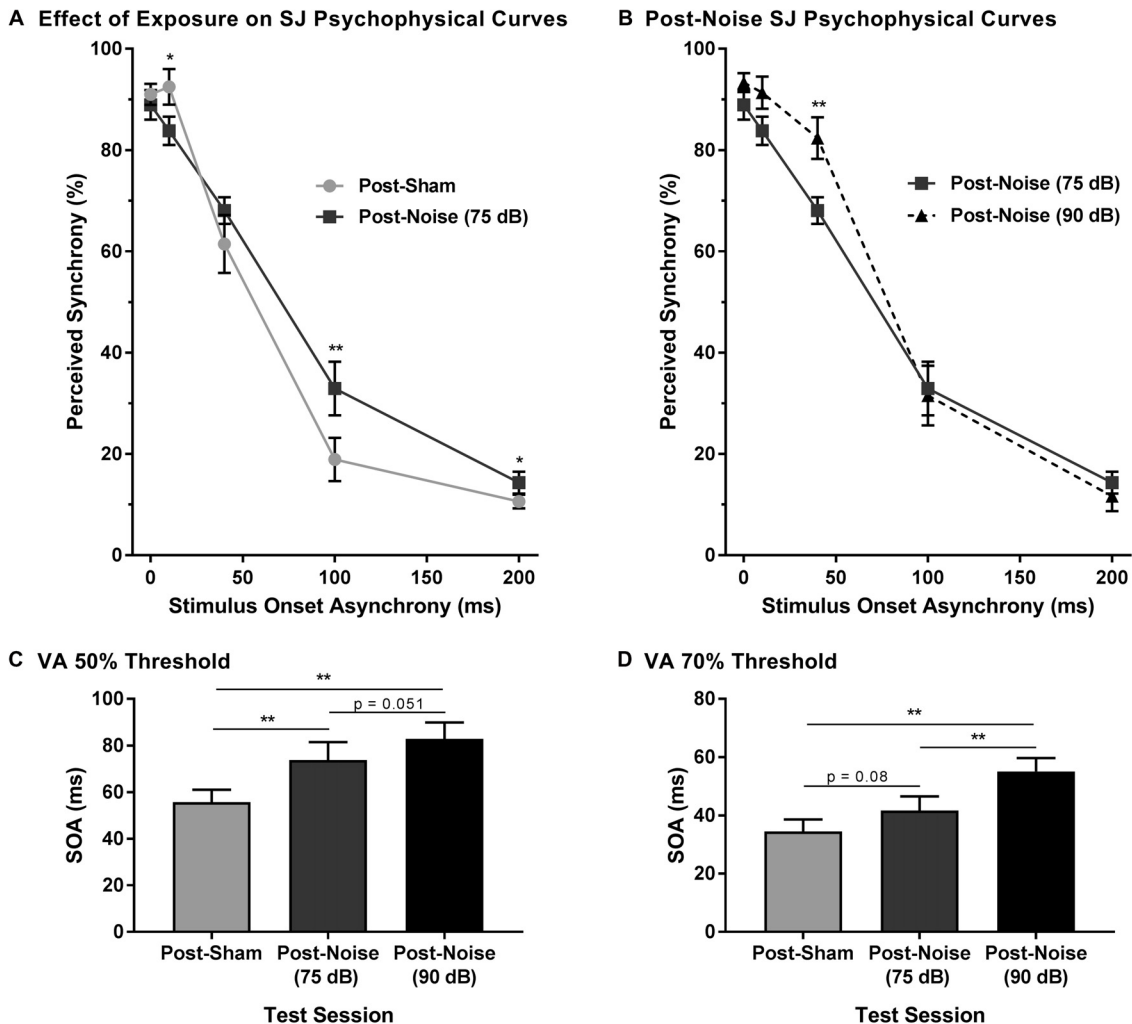 A Effect of Exposure on SJ Psychophysical Curves
100
80
60
40
20
0
Perceived Synchrony (%)
*
**
*
Post-Sham
Post-Noise (75 dB)
0 50 100 150 200
Stimulus Onset Asynchrony (ms)
B Post-Noise SJ Psychophysical Curves
100
80
60
40
20
0
Perceived Synchrony (%)
**
Post-Noise (75 dB)
Post-Noise (90 dB)
0 50 100 150 200
Stimulus Onset Asynchrony (ms)
C VA 50% Threshold
100
80
60
40
20
0
SOA (ms)
**
p = 0.051
**
Post-Sham Post-Noise Post-Noise
(75 dB) (90 dB)
Test Session
D VA 70% Threshold
80
60
40
20
0
SOA (ms)
**
**
p = 0.08
Post-Sham Post-Noise Post-Noise
(75 dB) (90 dB)
Test Session